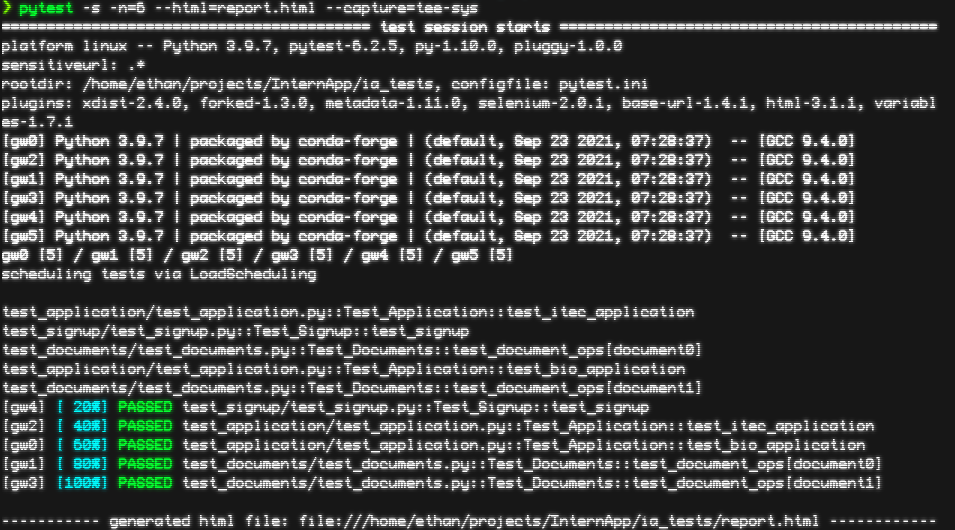 ❯ pytest -s -n=6 --html=report.html --capture=tee-sys
========================================= test session starts ==========================================
platform linux -- Python 3.9.7, pytest-6.2.5, py-1.10.0, pluggy-1.0.0
sensitiveurl: .*
rootdir: /home/ethan/projects/InternApp/ia_tests, configfile: pytest.ini
plugins: xdist-2.4.0, forked-1.3.0, metadata-1.11.0, selenium-2.0.1, base-url-1.4.1, html-3.1.1, variabl
es-1.7.1
[gw0] Python 3.9.7 | packaged by conda-forge | (default, Sep 23 2021, 07:28:37)  -- [GCC 9.4.0]
[gw2] Python 3.9.7 | packaged by conda-forge | (default, Sep 23 2021, 07:28:37)  -- [GCC 9.4.0]
[gw1] Python 3.9.7 | packaged by conda-forge | (default, Sep 23 2021, 07:28:37)  -- [GCC 9.4.0]
[gw3] Python 3.9.7 | packaged by conda-forge | (default, Sep 23 2021, 07:28:37)  -- [GCC 9.4.0]
[gw4] Python 3.9.7 | packaged by conda-forge | (default, Sep 23 2021, 07:28:37)  -- [GCC 9.4.0]
[gw5] Python 3.9.7 | packaged by conda-forge | (default, Sep 23 2021, 07:28:37)  -- [GCC 9.4.0]
gw0 [5] / gw1 [5] / gw2 [5] / gw3 [5] / gw4 [5] / gw5 [5]
scheduling tests via LoadScheduling

test_application/test_application.py::Test_Application::test_itec_application
test_signup/test_signup.py::Test_Signup::test_signup
test_documents/test_documents.py::Test_Documents::test_document_ops[document0]
test_application/test_application.py::Test_Application::test_bio_application
test_documents/test_documents.py::Test_Documents::test_document_ops[document1]
[gw4] [ 20%] PASSED test_signup/test_signup.py::Test_Signup::test_signup
[gw2] [ 40%] PASSED test_application/test_application.py::Test_Application::test_itec_application
[gw0] [ 60%] PASSED test_application/test_application.py::Test_Application::test_bio_application
[gw1] [ 80%] PASSED test_documents/test_documents.py::Test_Documents::test_document_ops[document0]
[gw3] [100%] PASSED test_documents/test_documents.py::Test_Documents::test_document_ops[document1]

----------- generated html file: file:///home/ethan/projects/InternApp/ia_tests/report.html ------------